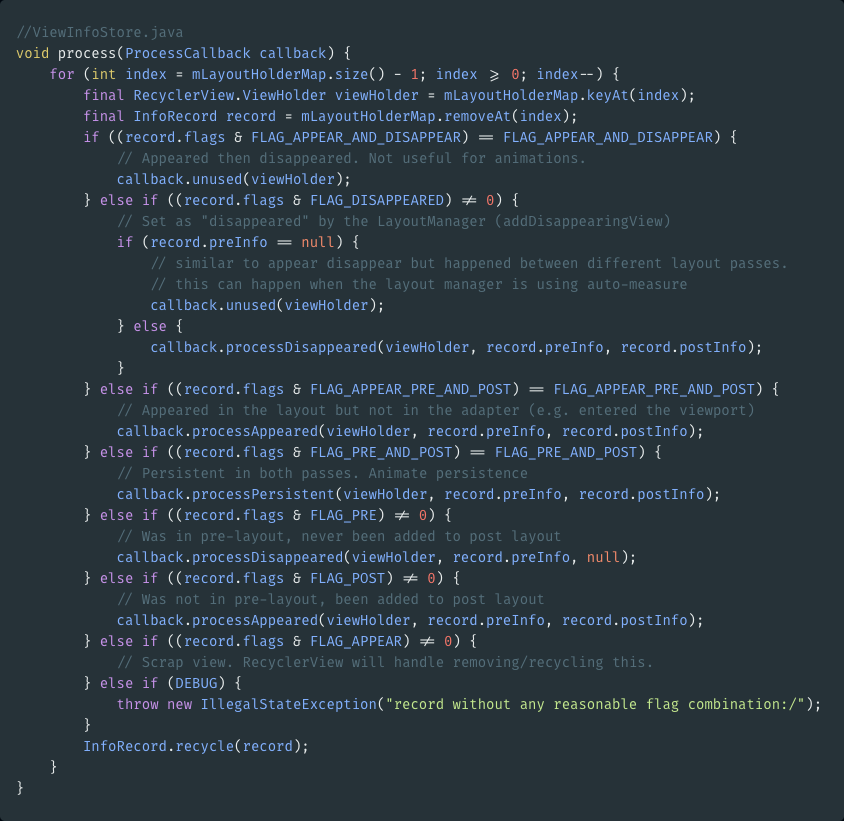 //ViewInfoStore.java
void process(ProcessCallback callback) {
    for (int index = mLayoutHolderMap.size() - 1; index >= 0; index--) {
        final RecyclerView.ViewHolder viewHolder = mLayoutHolderMap.keyAt(index);
        final InfoRecord record = mLayoutHolderMap.removeAt(index);
        if ((record.flags & FLAG_APPEAR_AND_DISAPPEAR) == FLAG_APPEAR_AND_DISAPPEAR) {
            // Appeared then disappeared. Not useful for animations.
            callback.unused(viewHolder);
        } else if ((record.flags & FLAG_DISAPPEARED) != 0) {
            // Set as "disappeared" by the LayoutManager (addDisappearingView)
            if (record.preInfo == null) {
                // similar to appear disappear but happened between different layout passes.
                // this can happen when the layout manager is using auto-measure
                callback.unused(viewHolder);
            } else {
                callback.processDisappeared(viewHolder, record.preInfo, record.postInfo);
            }
        } else if ((record.flags & FLAG_APPEAR_PRE_AND_POST) == FLAG_APPEAR_PRE_AND_POST) {
            // Appeared in the layout but not in the adapter (e.g. entered the viewport)
            callback.processAppeared(viewHolder, record.preInfo, record.postInfo);
        } else if ((record.flags & FLAG_PRE_AND_POST) == FLAG_PRE_AND_POST) {
            // Persistent in both passes. Animate persistence
            callback.processPersistent(viewHolder, record.preInfo, record.postInfo);
        } else if ((record.flags & FLAG_PRE) != 0) {
            // Was in pre-layout, never been added to post layout
            callback.processDisappeared(viewHolder, record.preInfo, null);
        } else if ((record.flags & FLAG_POST) != 0) {
            // Was not in pre-layout, been added to post layout
            callback.processAppeared(viewHolder, record.preInfo, record.postInfo);
        } else if ((record.flags & FLAG_APPEAR) != 0) {
            // Scrap view. RecyclerView will handle removing/recycling this.
        } else if (DEBUG) {
            throw new IllegalStateException("record without any reasonable flag combination:/");
        }
        InfoRecord.recycle(record);
    }
}